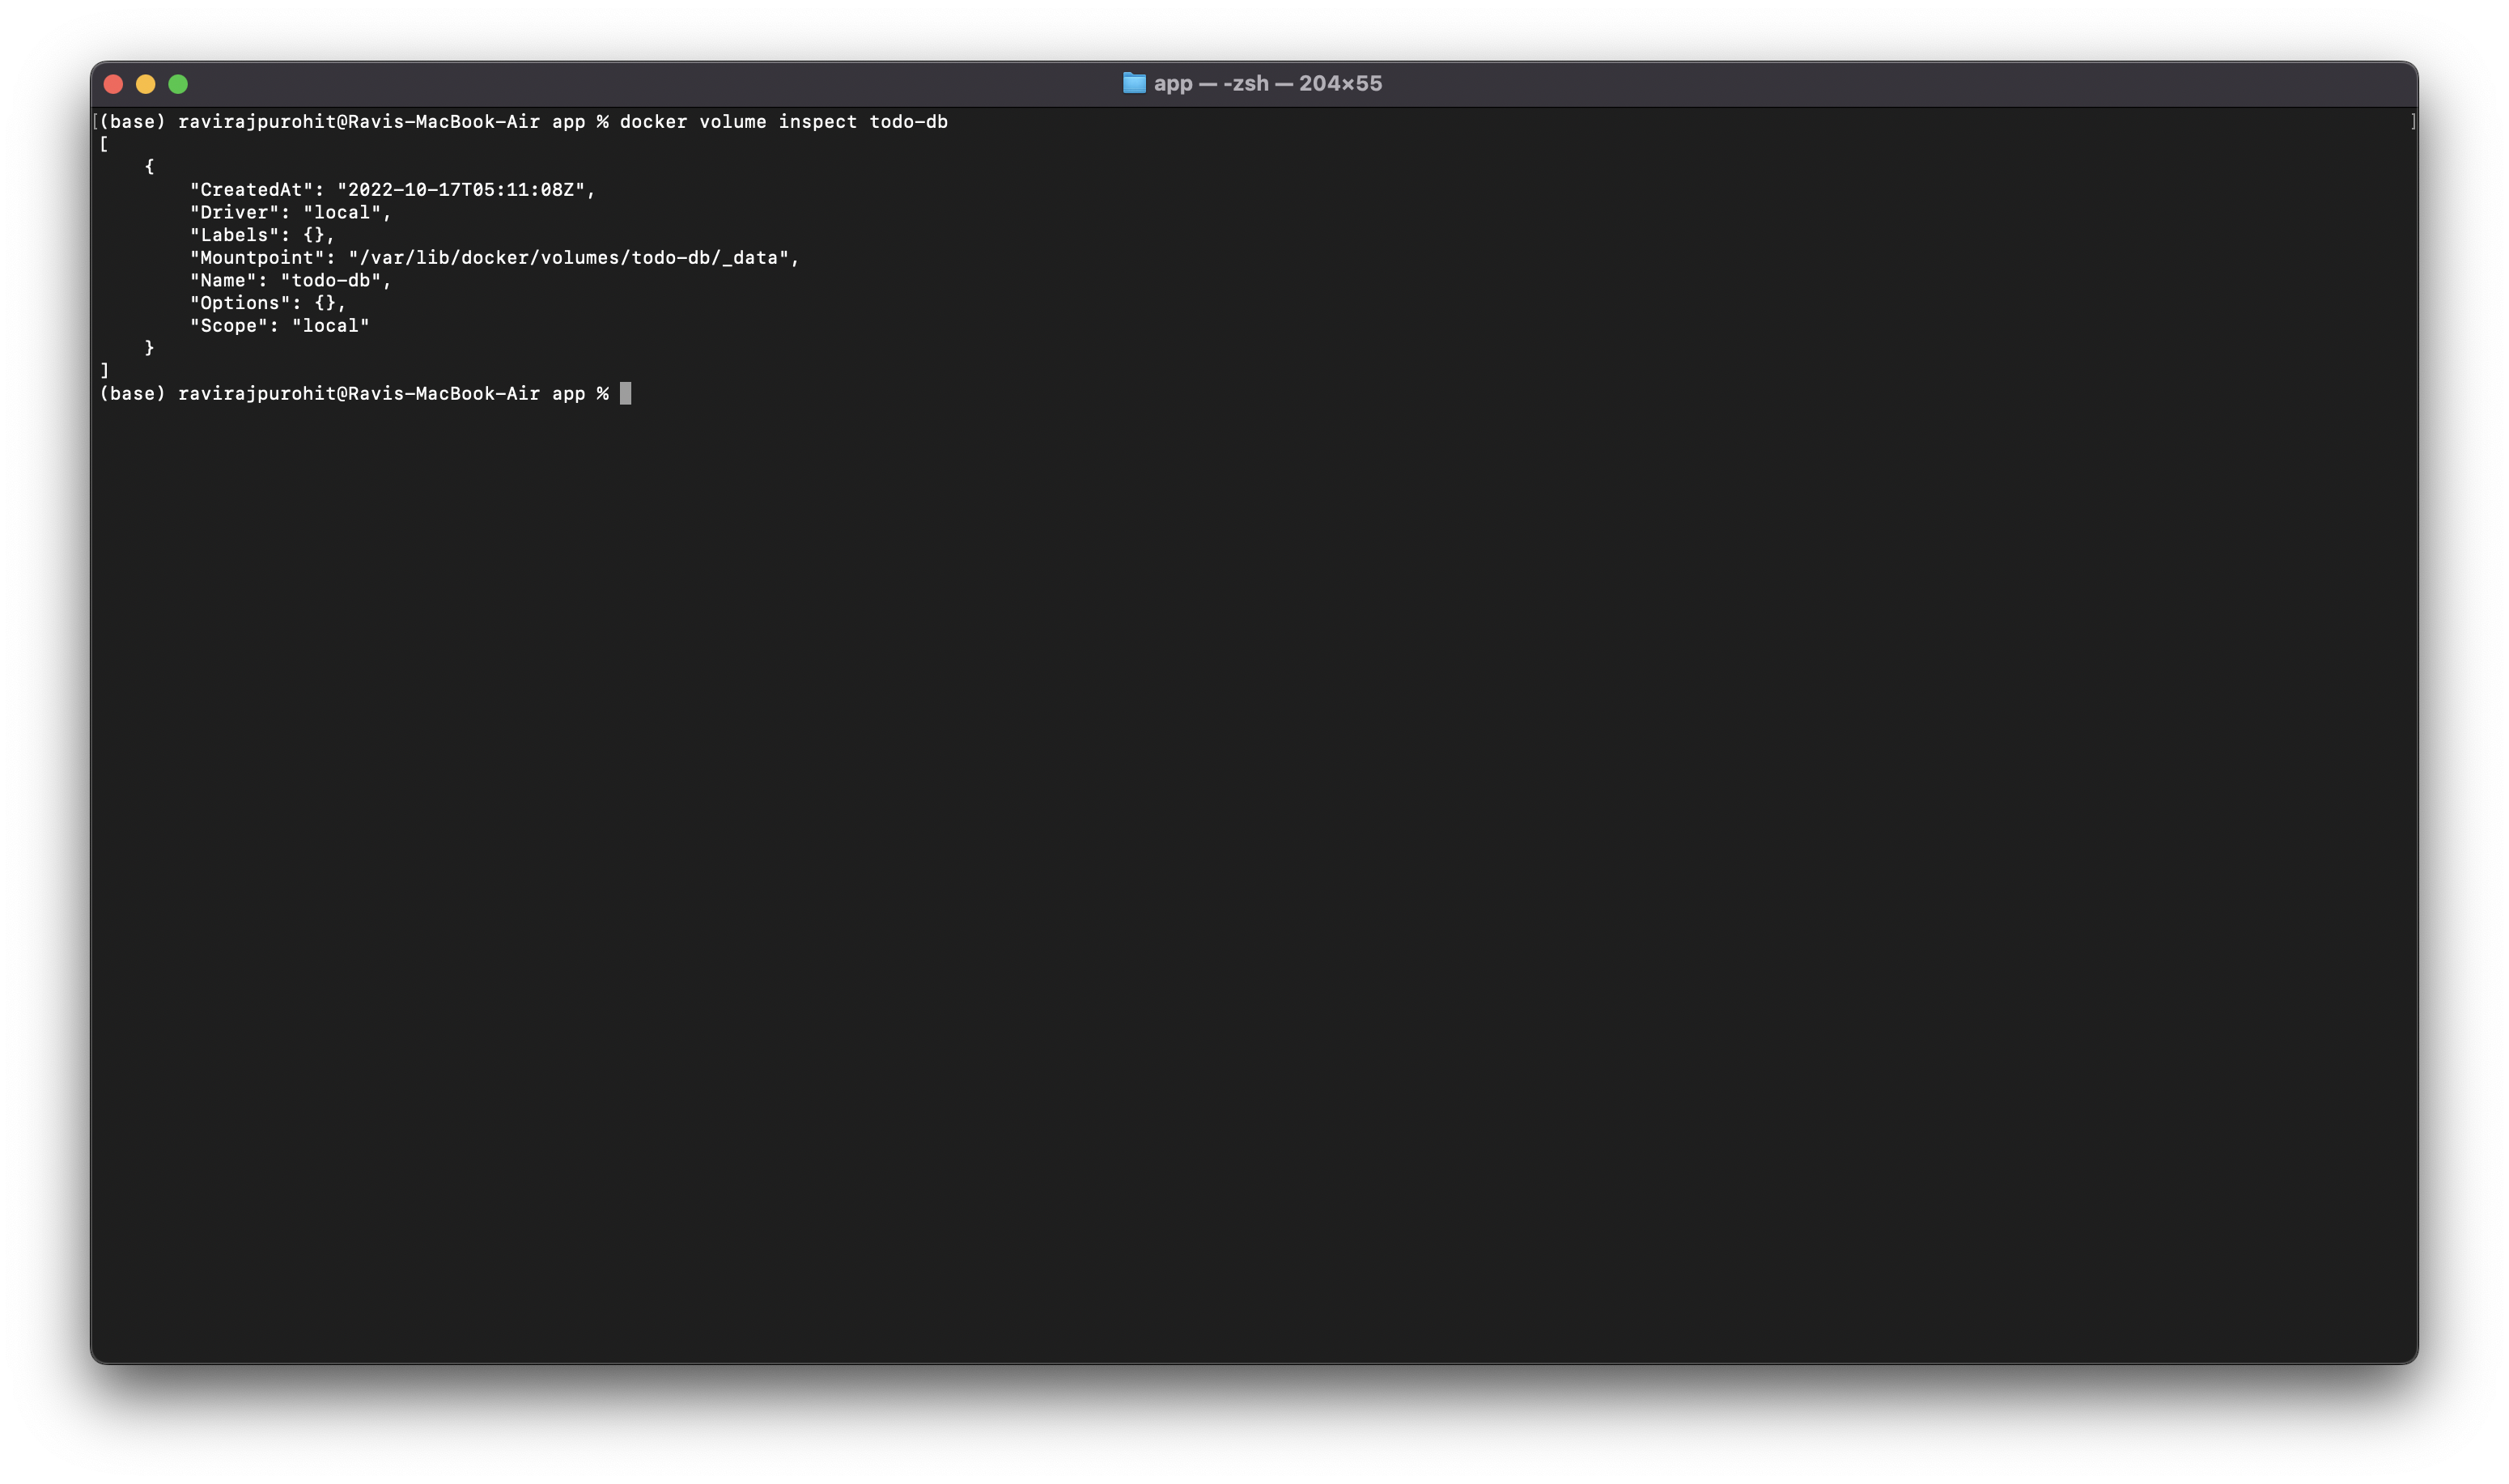 app — -zsh — 204×55
[(base) ravirajpurohit@Ravis-MacBook-Air app % docker volume inspect todo-db ]
[
    {
        "CreatedAt": "2022-10-17T05:11:08Z",
        "Driver": "local",
        "Labels": {},
        "Mountpoint": "/var/lib/docker/volumes/todo-db/_data",
        "Name": "todo-db",
        "Options": {},
        "Scope": "local"
    }
]
(base) ravirajpurohit@Ravis-MacBook-Air app %